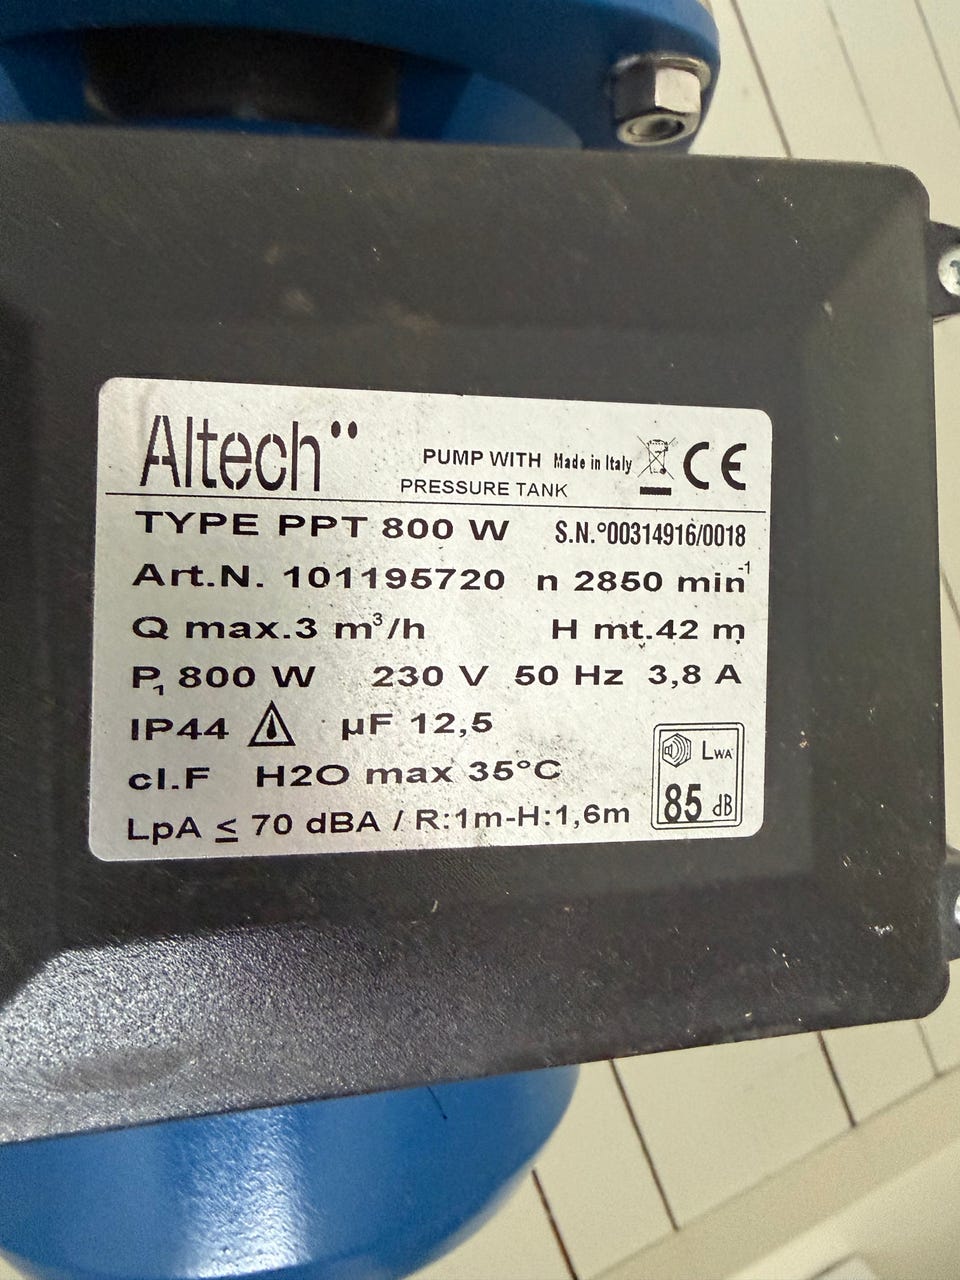 Altech
PUMP WITH Made in Italy CE
PRESSURE TANK
TYPE PPT 800 W S.N.°00314916/0018
Art.N. 101195720 n 2850 min-1
Q max.3 m³/h H mt.42 m
P1 800 W 230 V 50 Hz 3,8 A
IP44 µF 12,5
cl.F H2O max 35°C
LWA
85 dB
LpA ≤ 70 dBA / R:1m-H:1,6m